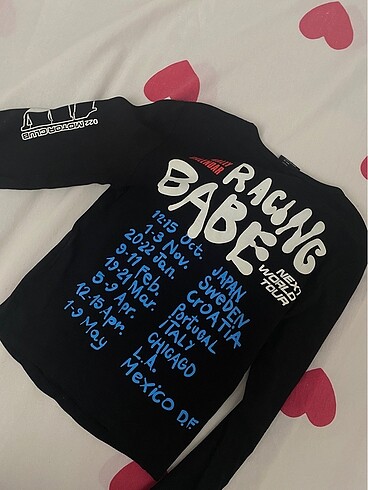 022 MOTOR CLUB
RACING
BABE
NEXT
WORLD
TOUR
12-15 Oct. JAPAN
1-3 Nov. SWEDEN
20-22 Jan. CROATIA
9-11 Feb. PORTUGAL
19-21 Mar. ITALY
5-9 Apr. CHICAGO
12-15 Apr. L.A.
1-9 May MEXICO D.F.